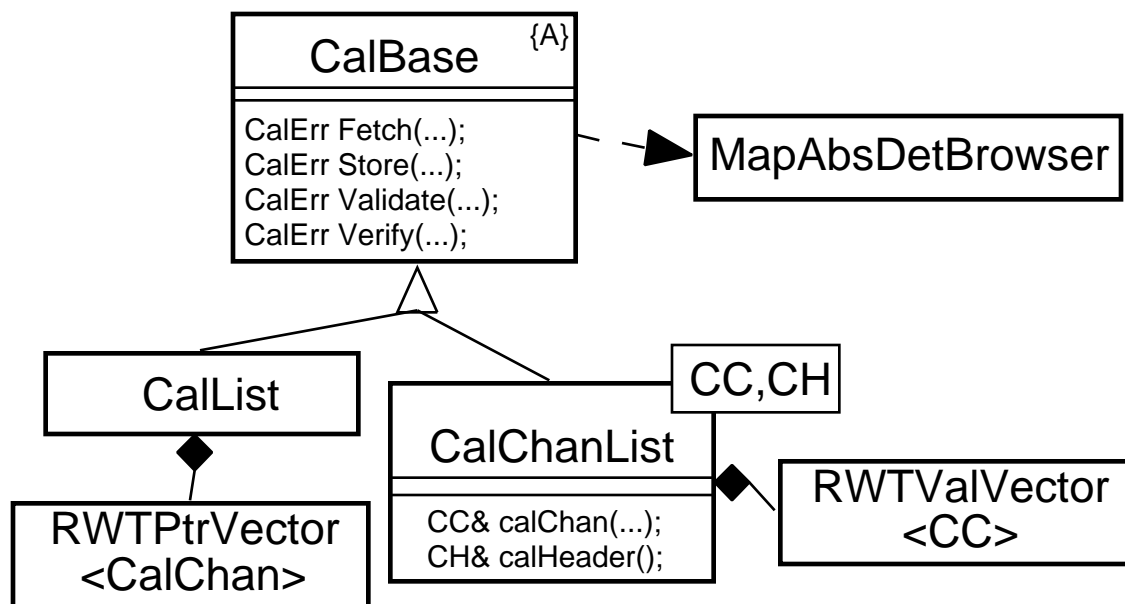 {A}
CalBase
CalErr Fetch(...);
CalErr Store(...);
CalErr Validate(...);
CalErr Verify(...);
MapAbsDetBrowser
CalList
CC,CH
CalChanList
CC& calChan(...);
CH& calHeader();
RWTPtrVector
<CalChan>
RWTValVector
<CC>